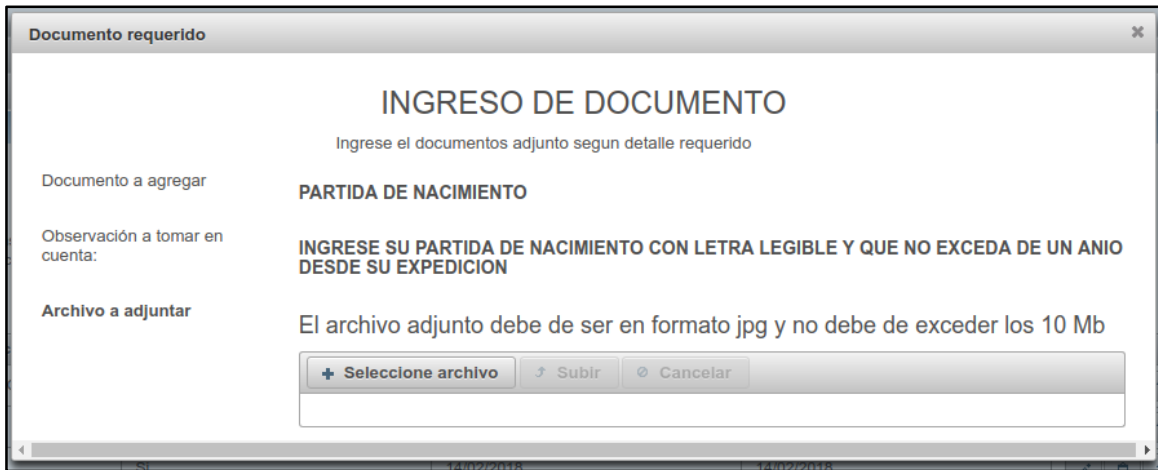 Documento requerido
INGRESO DE DOCUMENTO
Ingrese el documentos adjunto segun detalle requerido
Documento a agregar
PARTIDA DE NACIMIENTO
Observación a tomar en
cuenta:
INGRESE SU PARTIDA DE NACIMIENTO CON LETRA LEGIBLE Y QUE NO EXCEDA DE UN ANIO
DESDE SU EXPEDICION
Archivo a adjuntar
El archivo adjunto debe de ser en formato jpg y no debe de exceder los 10 Mb
Seleccione archivo Subir Cancelar
SI 14/02/2018 14/02/2018